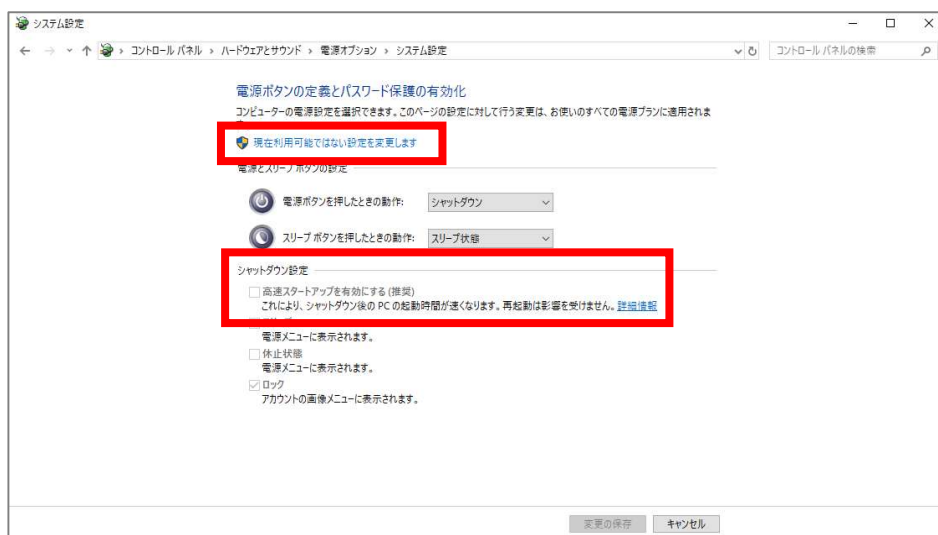 システム設定
コントロール パネル › ハードウェアとサウンド › 電源オプション › システム設定
コントロール パネルの検索
電源ボタンの定義とパスワード保護の有効化
コンピューターの電源設定を選択できます。このページの設定に対して行う変更は、お使いのすべての電源プランに適用されま
現在利用可能ではない設定を変更します
電源とスリープ ボタンの設定
電源ボタンを押したときの動作: シャットダウン
スリープ ボタンを押したときの動作: スリープ状態
シャットダウン設定
高速スタートアップを有効にする (推奨)
これにより、シャットダウン後の PC の起動時間が速くなります。再起動は影響を受けません。詳細情報
電源メニューに表示されます。
休止状態
電源メニューに表示されます。
ロック
アカウントの画像メニューに表示されます。
変更の保存 キャンセル